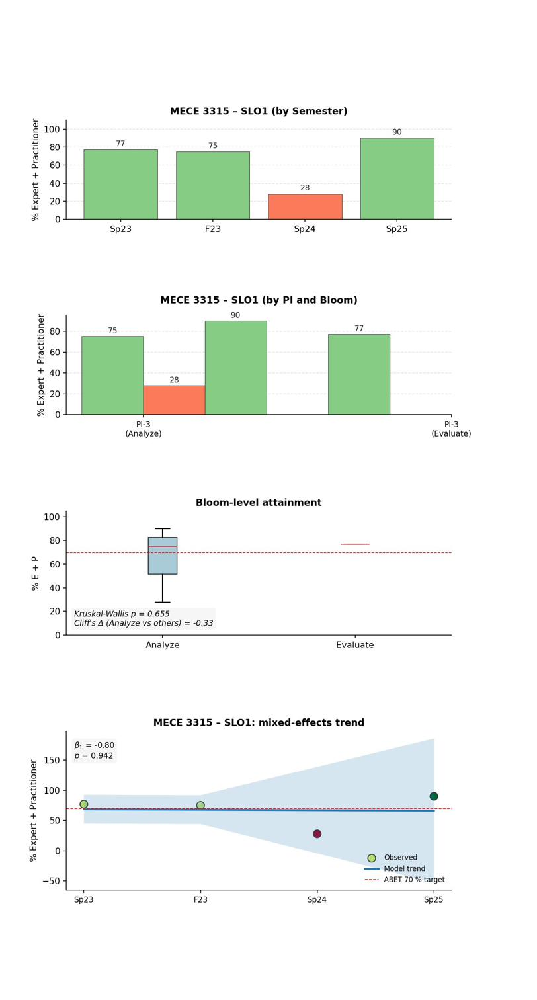 MECE 3315 – SLO1 (by Semester)
% Expert + Practitioner
100
80
60
40
20
0
77
75
28
90
Sp23
F23
Sp24
Sp25
MECE 3315 – SLO1 (by PI and Bloom)
% Expert + Practitioner
80
60
40
20
0
75
28
90
77
PI-3
(Analyze)
PI-3
(Evaluate)
Bloom-level attainment
% E + P
100
80
60
40
20
0
Kruskal-Wallis p = 0.655
Cliff's Δ (Analyze vs others) = -0.33
Analyze
Evaluate
MECE 3315 – SLO1: mixed-effects trend
% Expert + Practitioner
150
100
50
0
−50
β₁ = -0.80
p = 0.942
Observed
Model trend
ABET 70 % target
Sp23
F23
Sp24
Sp25